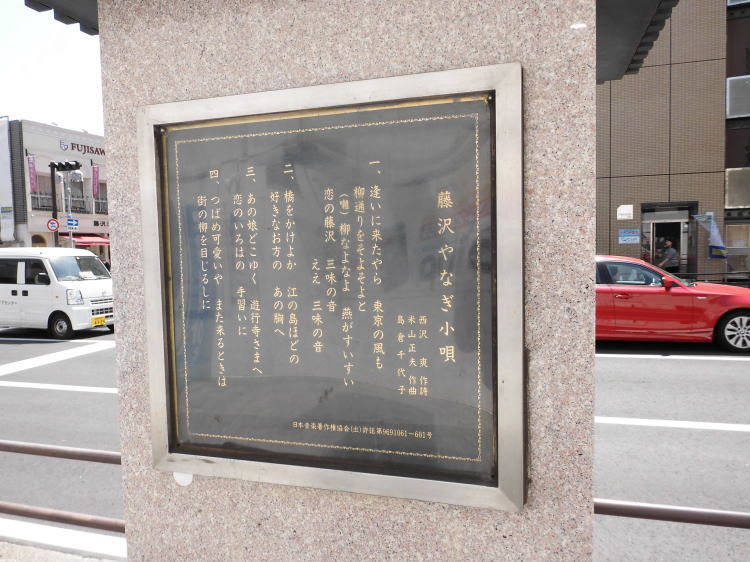 藤沢やなぎ小唄
西沢爽 作詩
米山正夫 作曲
島倉千代子
一、逢いに来たやら 東京の風も
柳通りをそよそよと
(囃)柳なよなよ 燕がすいすい
恋の藤沢 三味の音
ええ 三味の音
二、橋をかけよか 江の島ほどの
好きなお方の あの胸へ
三、あの娘どこゆく 遊行寺さまへ
恋のいろはの 手習いに
四、つばめ可愛いや また来るときは
街の柳を目じるしに
日本音楽著作権協会(出)許諾第9691061-601号
FUJISAW